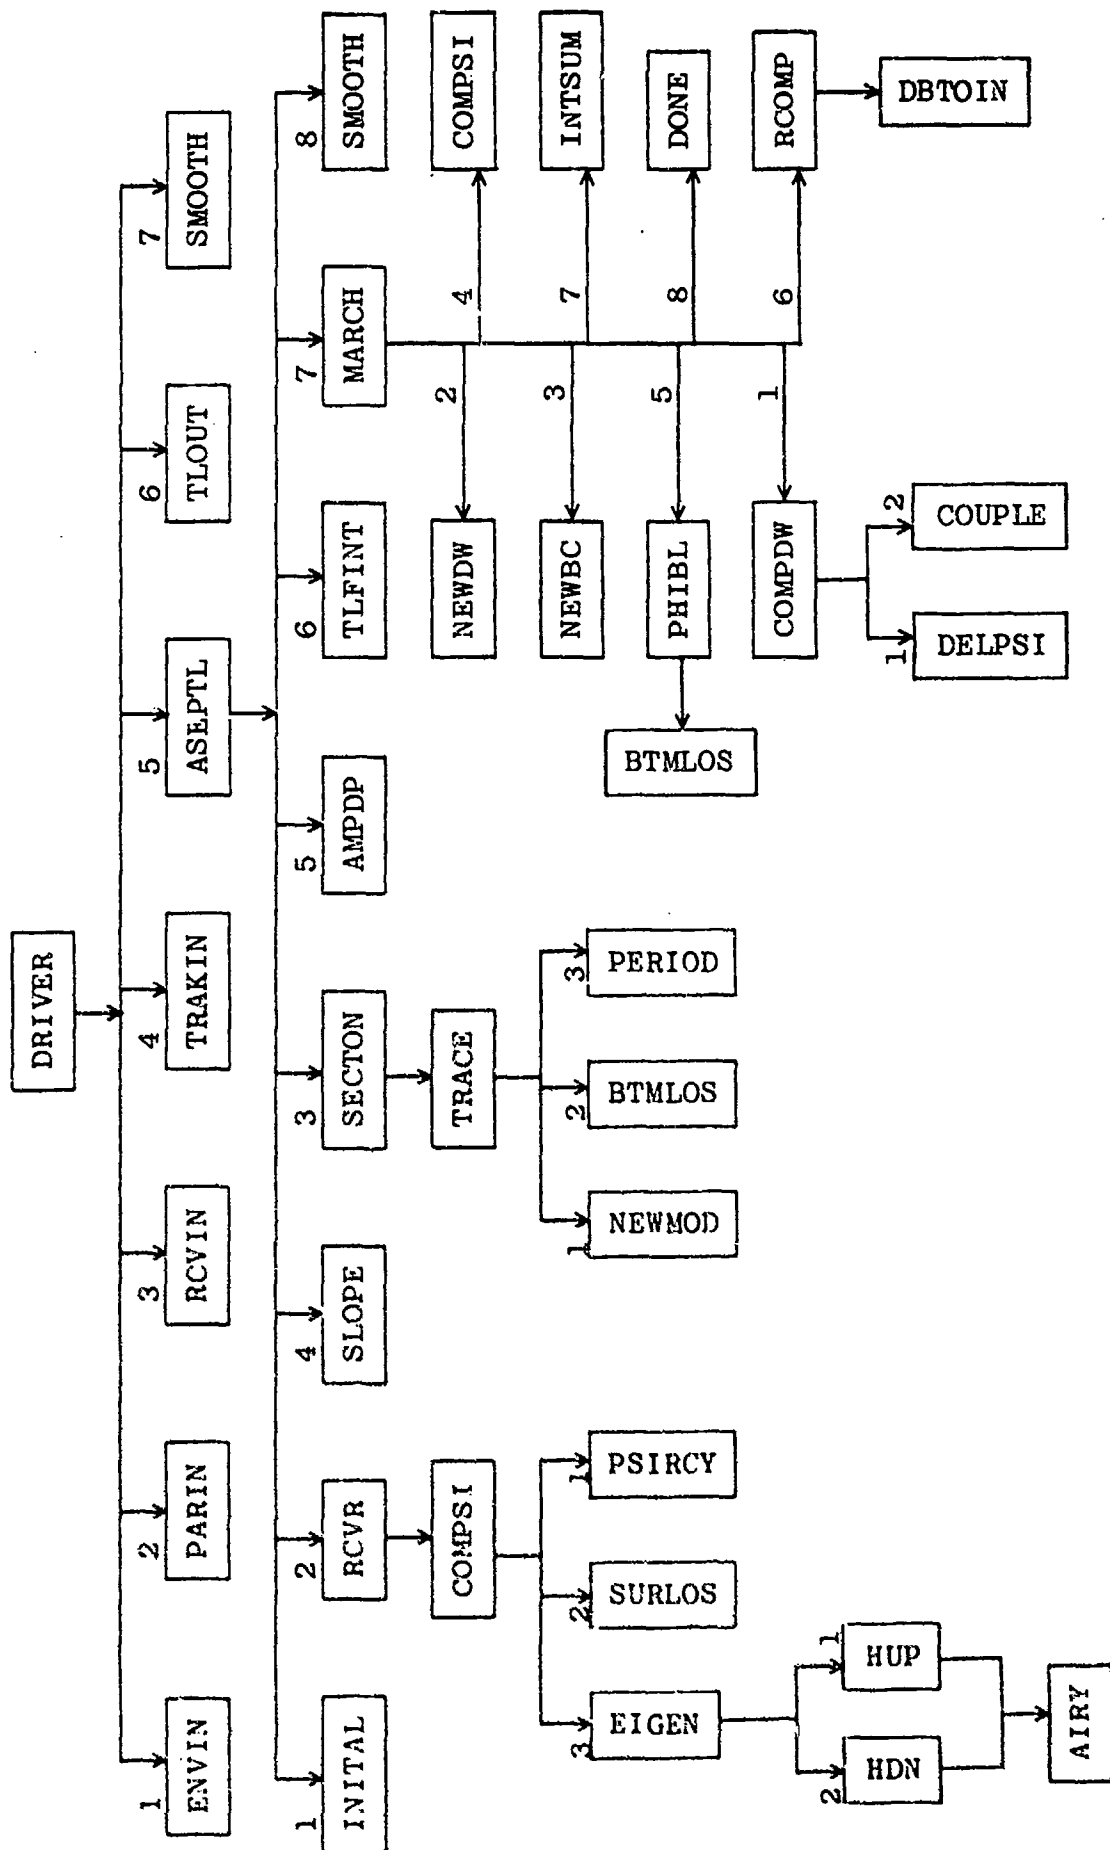 DRIVER
1 ENVIN
2 PARIN
3 RCVIN
4 TRAKIN
5 ASEPTL
6 TLOUT
7 SMOOTH
1 INITAL
2 RCVR
4 SLOPE
3 SECTON
5 AMPDP
6 TLFINT
7 MARCH
8 SMOOTH
COMPSI
3 EIGEN
2 SURLOS
1 PSIRCY
2 HDN
1 HUP
AIRY
TRACE
1 NEWMOD
2 BTMLOS
3 PERIOD
2 NEWDW
4 COMPSI
3 NEWBC
7 INTSUM
5 PHIBL
8 DONE
BTMLOS
1 COMPDW
6 RCOMP
1 DELPSI
2 COUPLE
DBTOIN